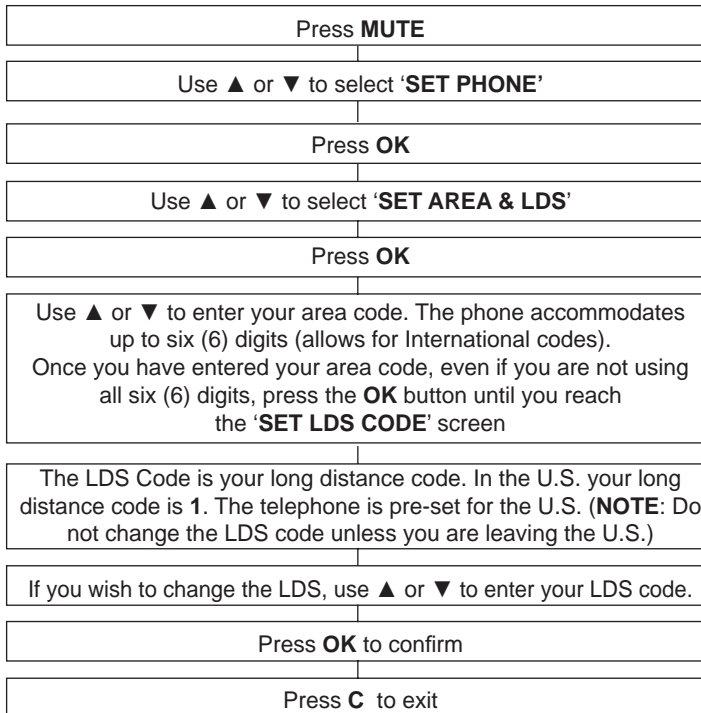 Press MUTE
Use ▲ or ▼ to select ‘SET PHONE’
Press OK
Use ▲ or ▼ to select ‘SET AREA & LDS’
Press OK
Use ▲ or ▼ to enter your area code. The phone accommodates
up to six (6) digits (allows for International codes).
Once you have entered your area code, even if you are not using
all six (6) digits, press the OK button until you reach
the ‘SET LDS CODE’ screen
The LDS Code is your long distance code. In the U.S. your long
distance code is 1. The telephone is pre-set for the U.S. (NOTE: Do
not change the LDS code unless you are leaving the U.S.)
If you wish to change the LDS, use ▲ or ▼ to enter your LDS code.
Press OK to confirm
Press C to exit